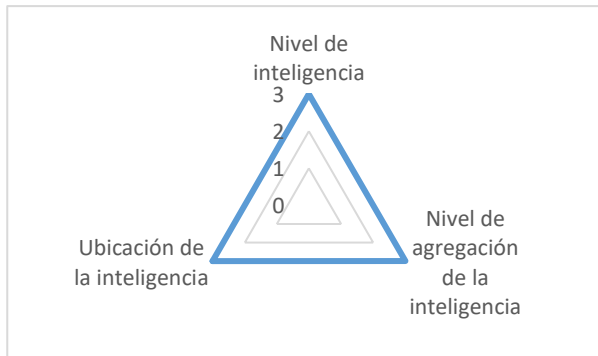 Nivel de
inteligencia
3
2
1
0
Nivel de
agregación
de la
inteligencia
Ubicación de
la inteligencia